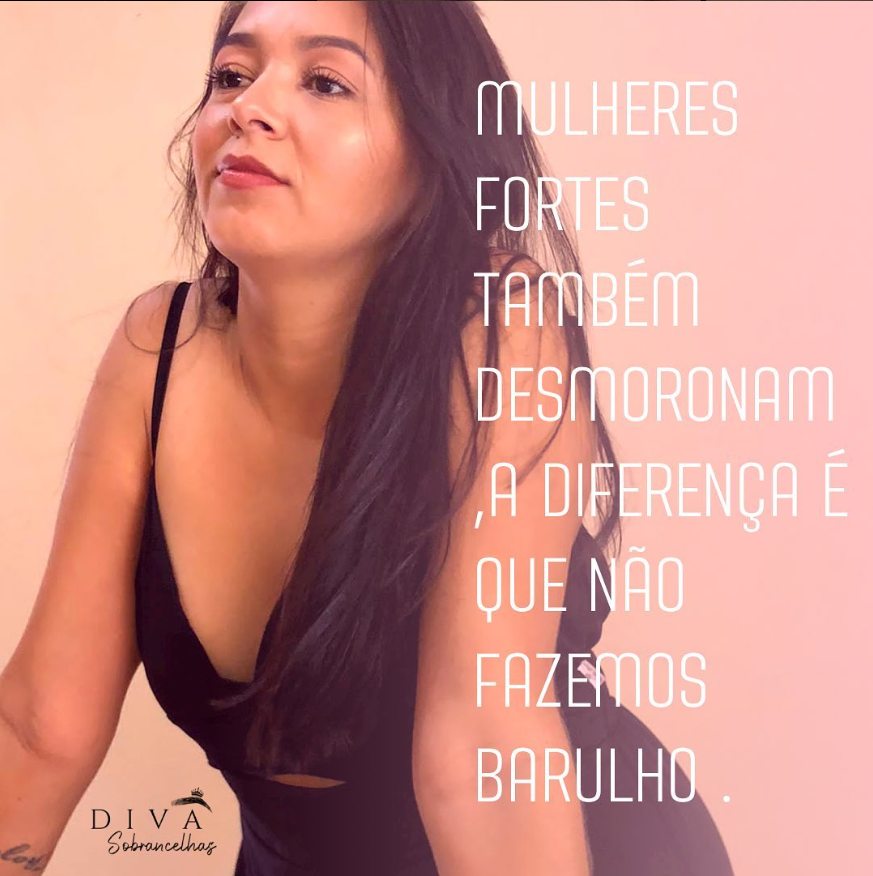 MULHERES
FORTES
TAMBÉM
DESMORONAM
,A DIFERENÇA É
QUE NÃO
FAZEMOS
BARULHO .
DIVA
Sobrancelhas